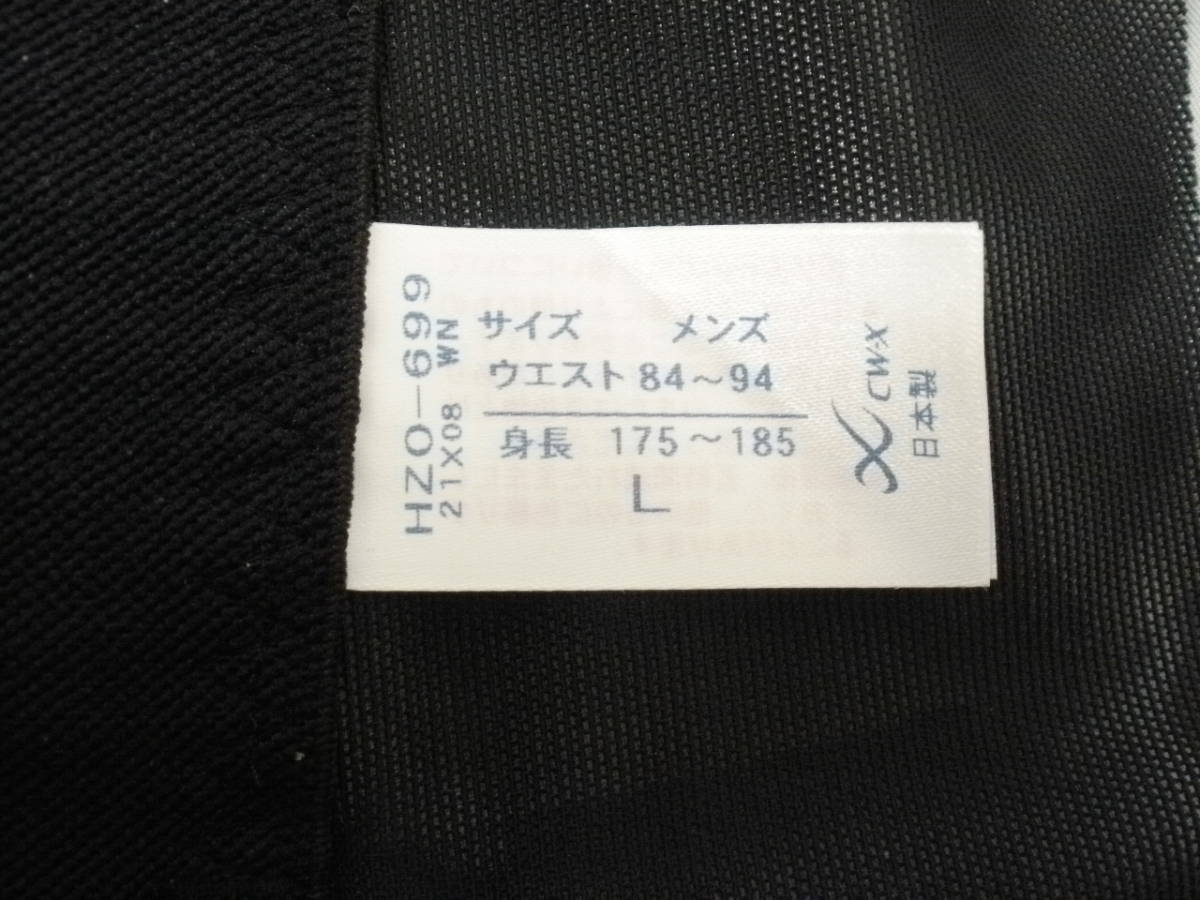 HZO-699
21X08 WN
サイズ メンズ
ウエスト 84～94
身長 175～185
L
CW-X
日本製